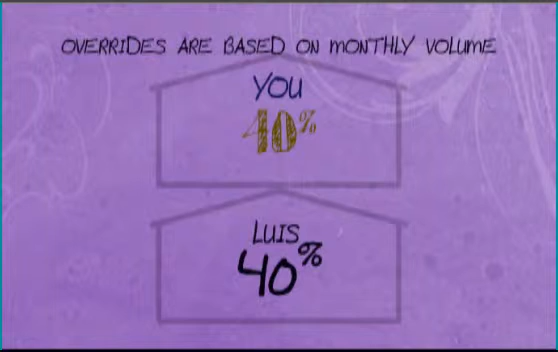 OVERRIDES ARE BASED ON MONTHLY VOLUME
YOU
40%
LUIS
40%